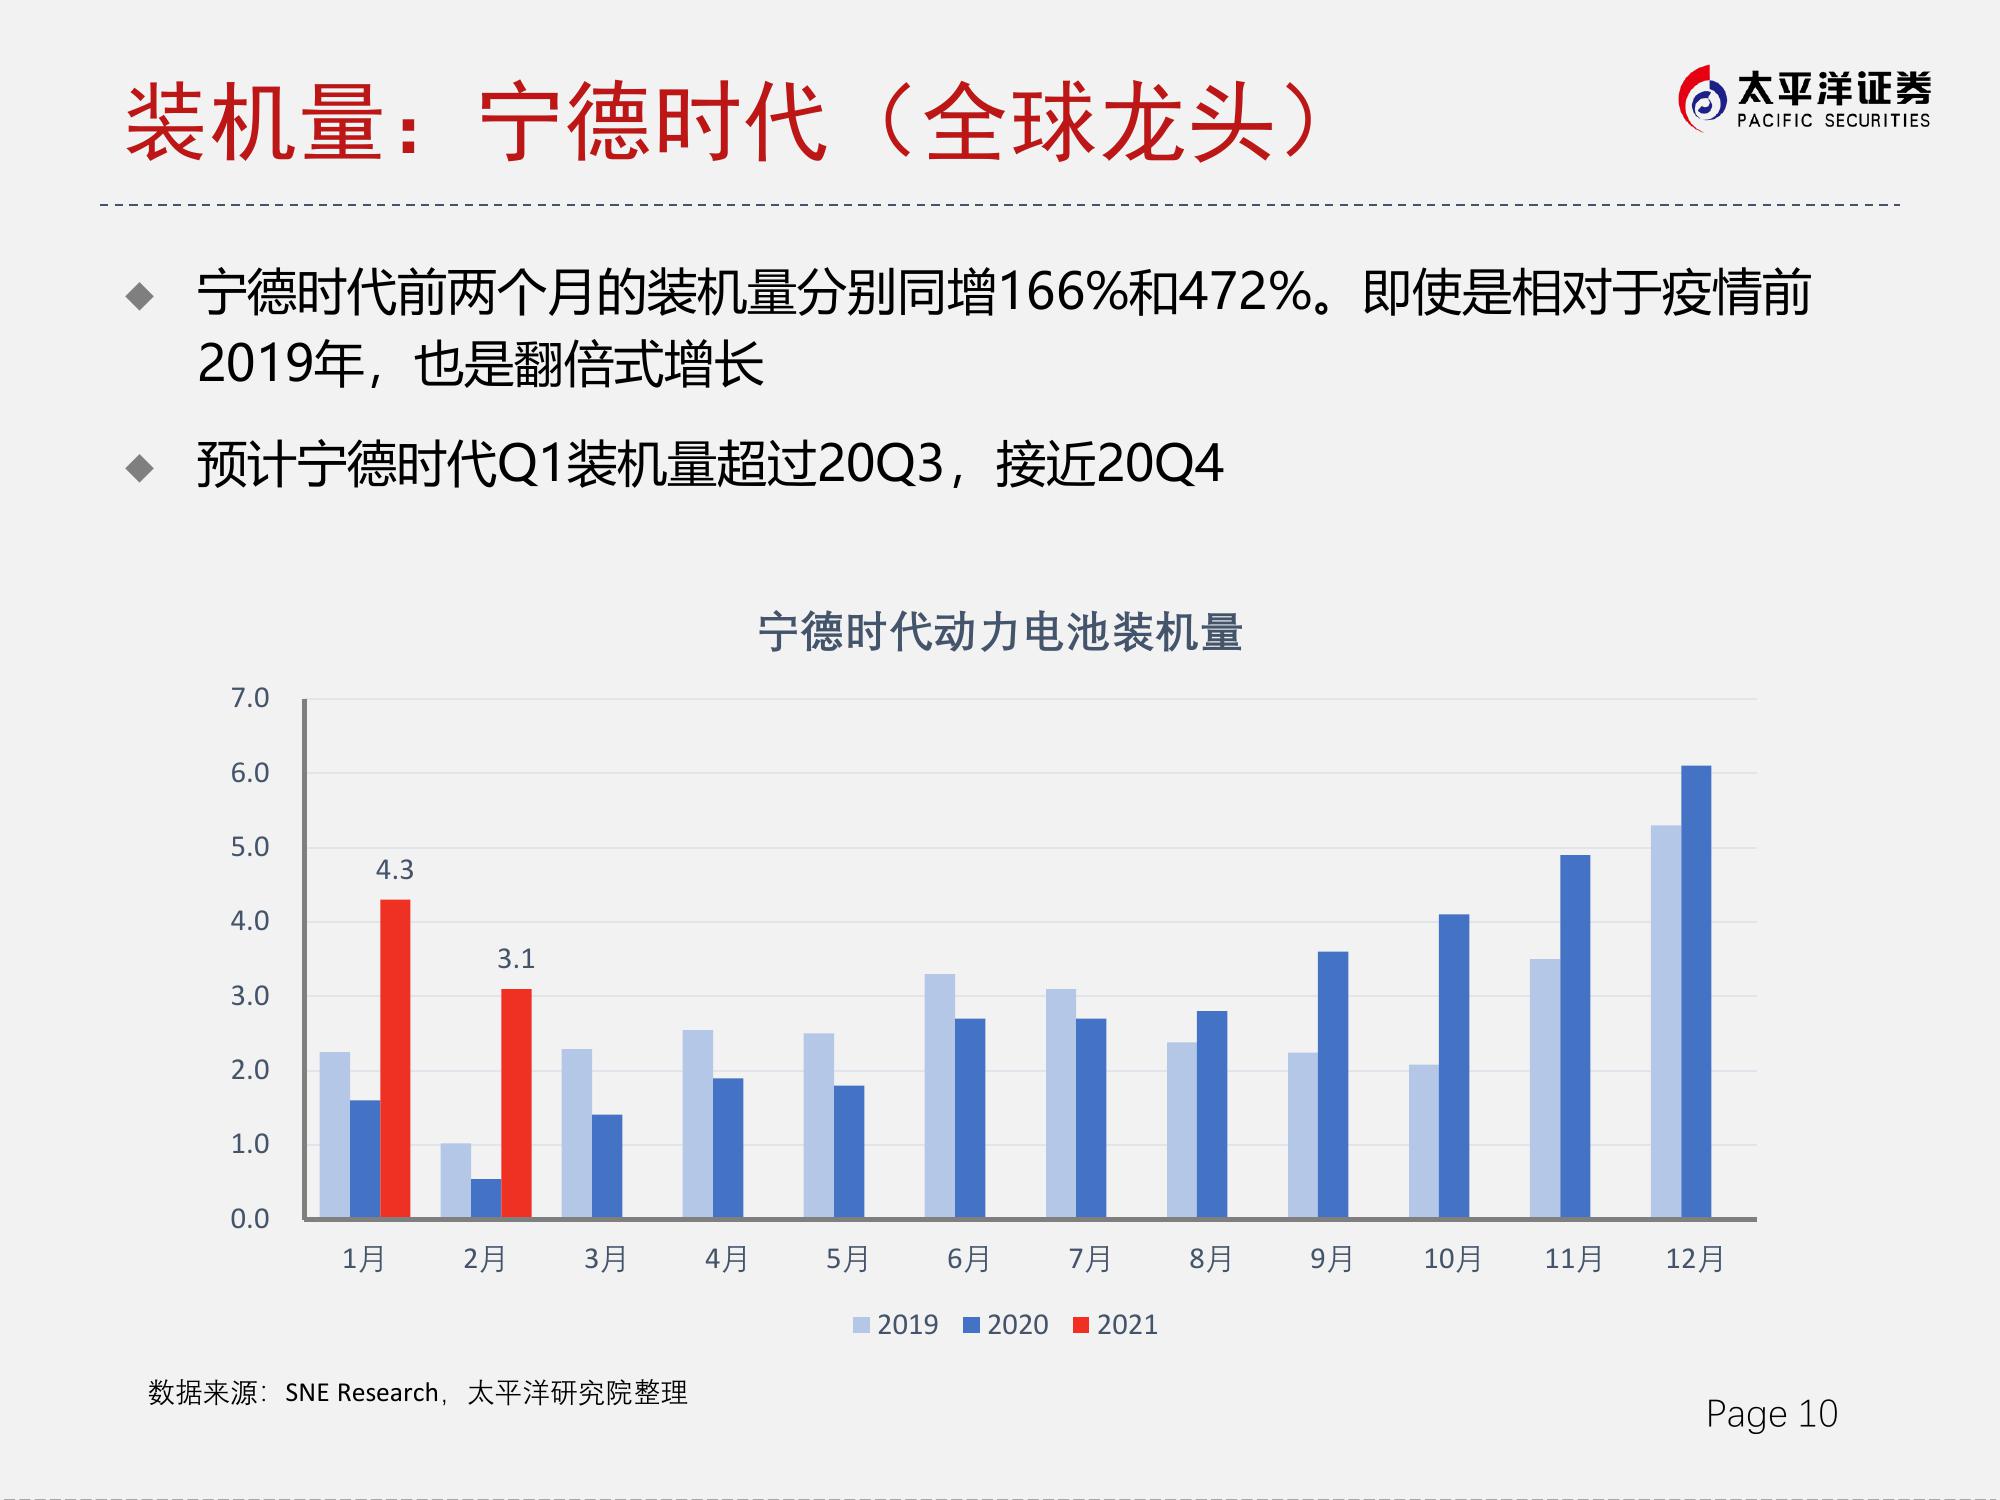 装机量：宁德时代（全球龙头）
太平洋证券
PACIFIC SECURITIES
宁德时代前两个月的装机量分别同增166%和472%。即使是相对于疫情前
2019年，也是翻倍式增长
预计宁德时代Q1装机量超过20Q3，接近20Q4
宁德时代动力电池装机量
7.0
6.0
5.0
4.0
3.0
2.0
1.0
0.0
4.3
3.1
1月 2月 3月 4月 5月 6月 7月 8月 9月 10月 11月 12月
2019 2020 2021
数据来源：SNE Research，太平洋研究院整理
Page 10